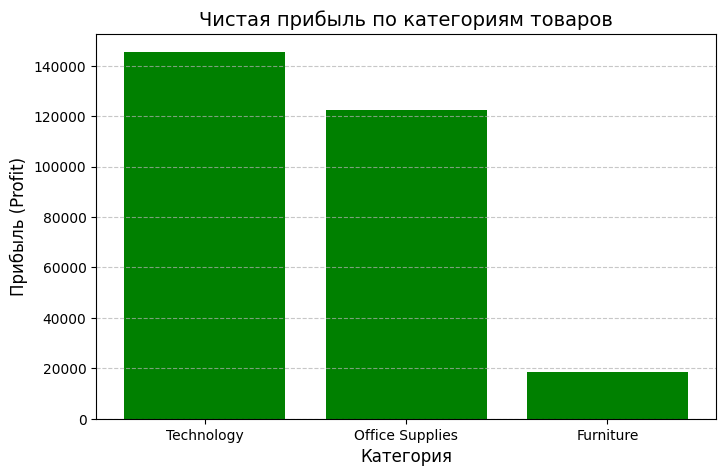 Чистая прибыль по категориям товаров
Прибыль (Profit)
140000
120000
100000
80000
60000
40000
20000
0
Technology
Office Supplies
Furniture
Категория